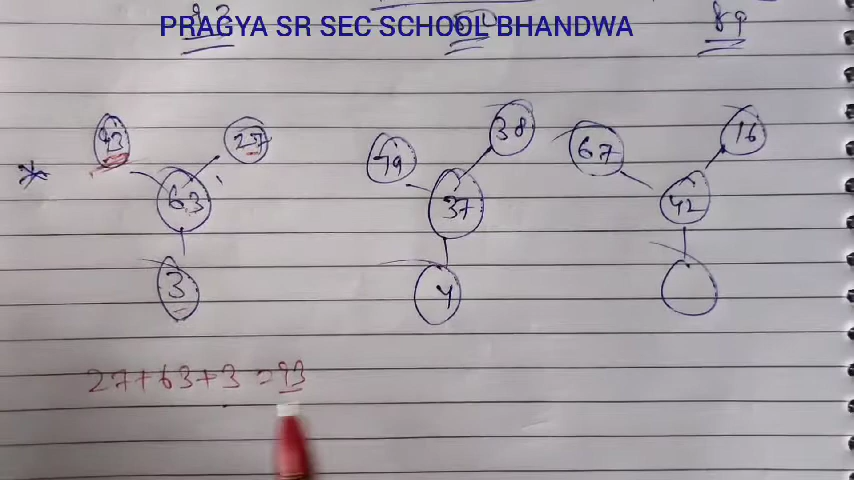 PRAGYA SR SEC SCHOOL BHANDWA
89
93 27 38 16
79 67
63 37 42
3 4
27+63+3=93